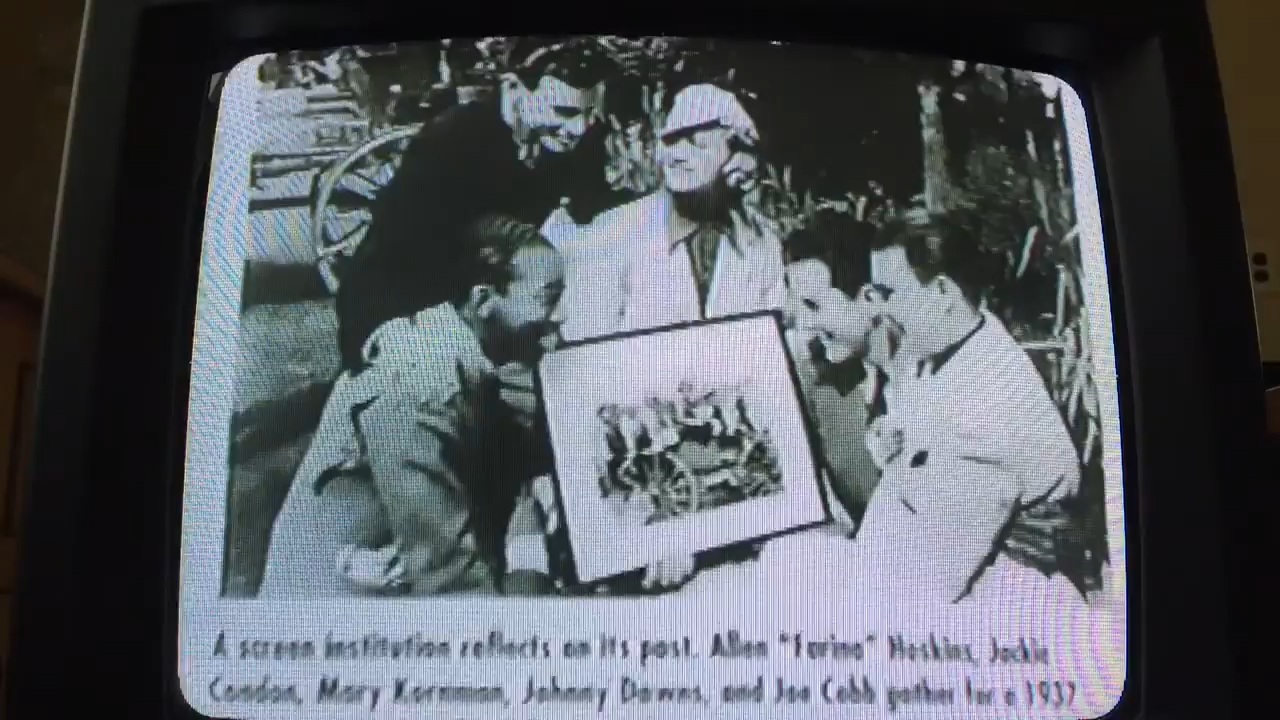 A screen institution reflects on its past. Allen "Farina" Hoskins, Jackie
Condon, Mary Kornman, Johnny Downs, and Joe Cobb gather for a 1937